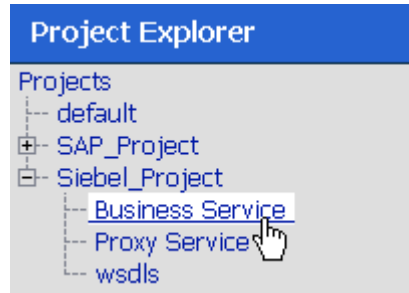 Project Explorer
Projects
default
SAP_Project
Siebel_Project
Business Service
Proxy Service
wsdls